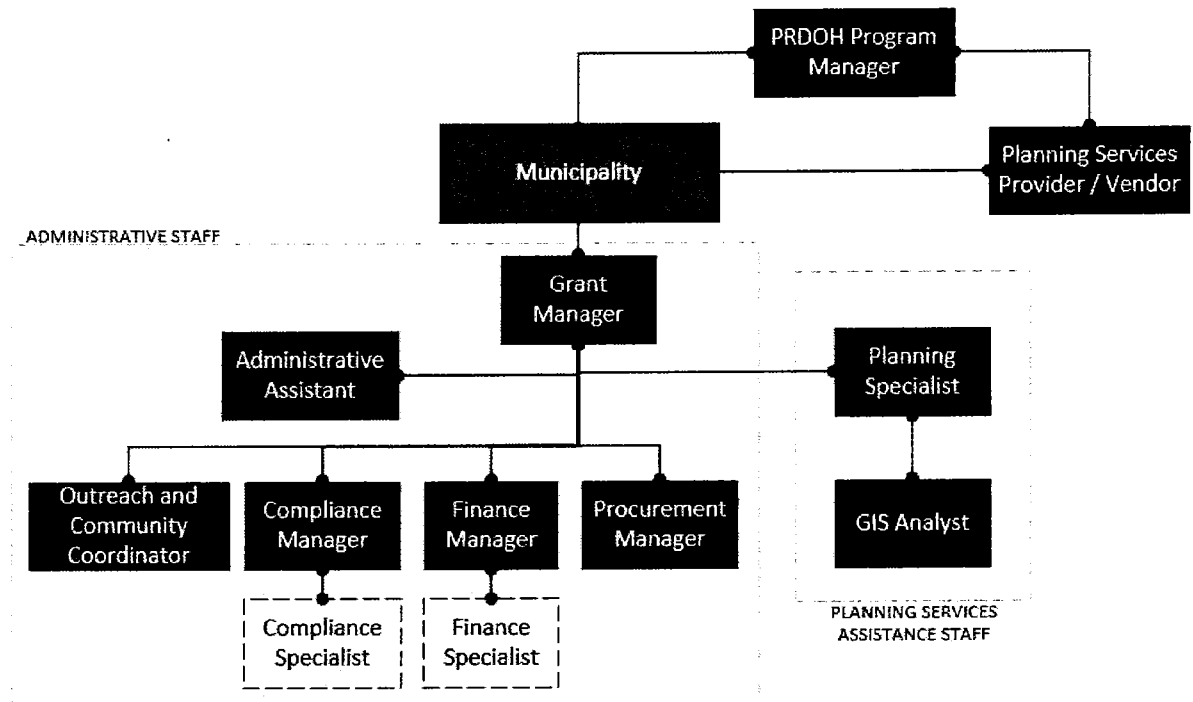 PRDOH Program
Manager
Municipality
Planning Services
Provider / Vendor
ADMINISTRATIVE STAFF
Grant
Manager
Administrative
Assistant
Planning
Specialist
Outreach and
Community
Coordinator
Compliance
Manager
Finance
Manager
Procurement
Manager
GIS Analyst
Compliance
Specialist
Finance
Specialist
PLANNING SERVICES
ASSISTANCE STAFF